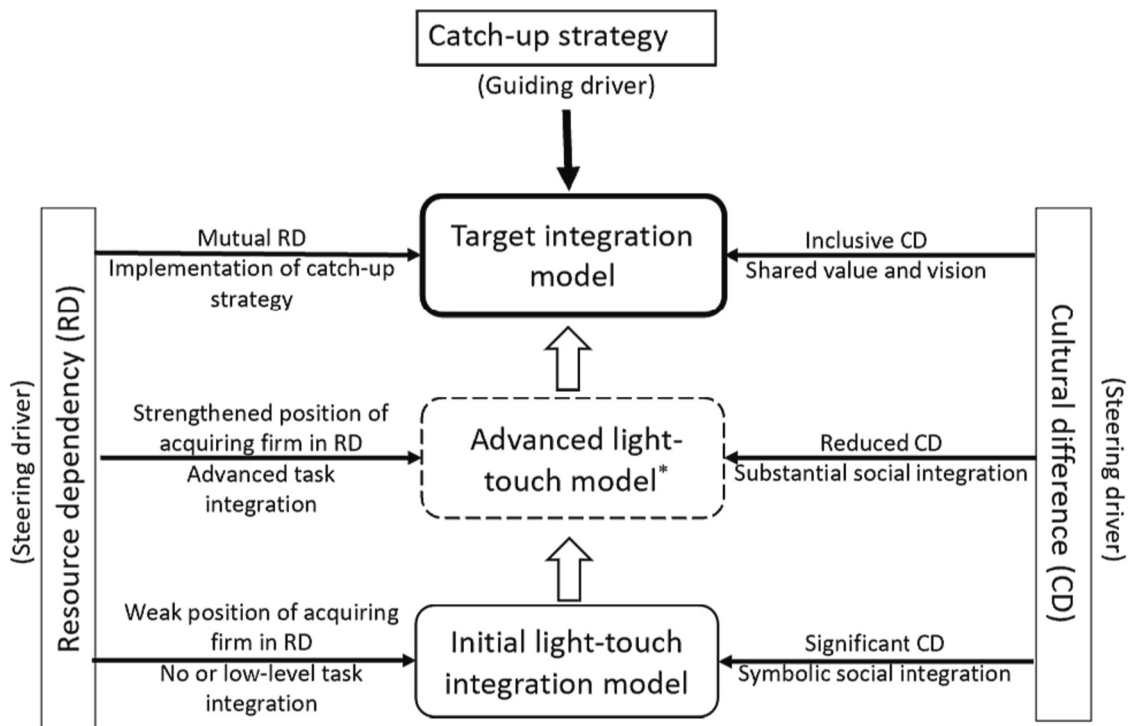 Catch-up strategy
(Guiding driver)
(Steering driver)
Resource dependency (RD)
Mutual RD
Implementation of catch-up
strategy
Target integration
model
Inclusive CD
Shared value and vision
Strengthened position of
acquiring firm in RD
Advanced task
integration
Advanced light-
touch model*
Reduced CD
Substantial social integration
Weak position of acquiring
firm in RD
No or low-level task
integration
Initial light-touch
integration model
Significant CD
Symbolic social integration
Cultural difference (CD)
(Steering driver)